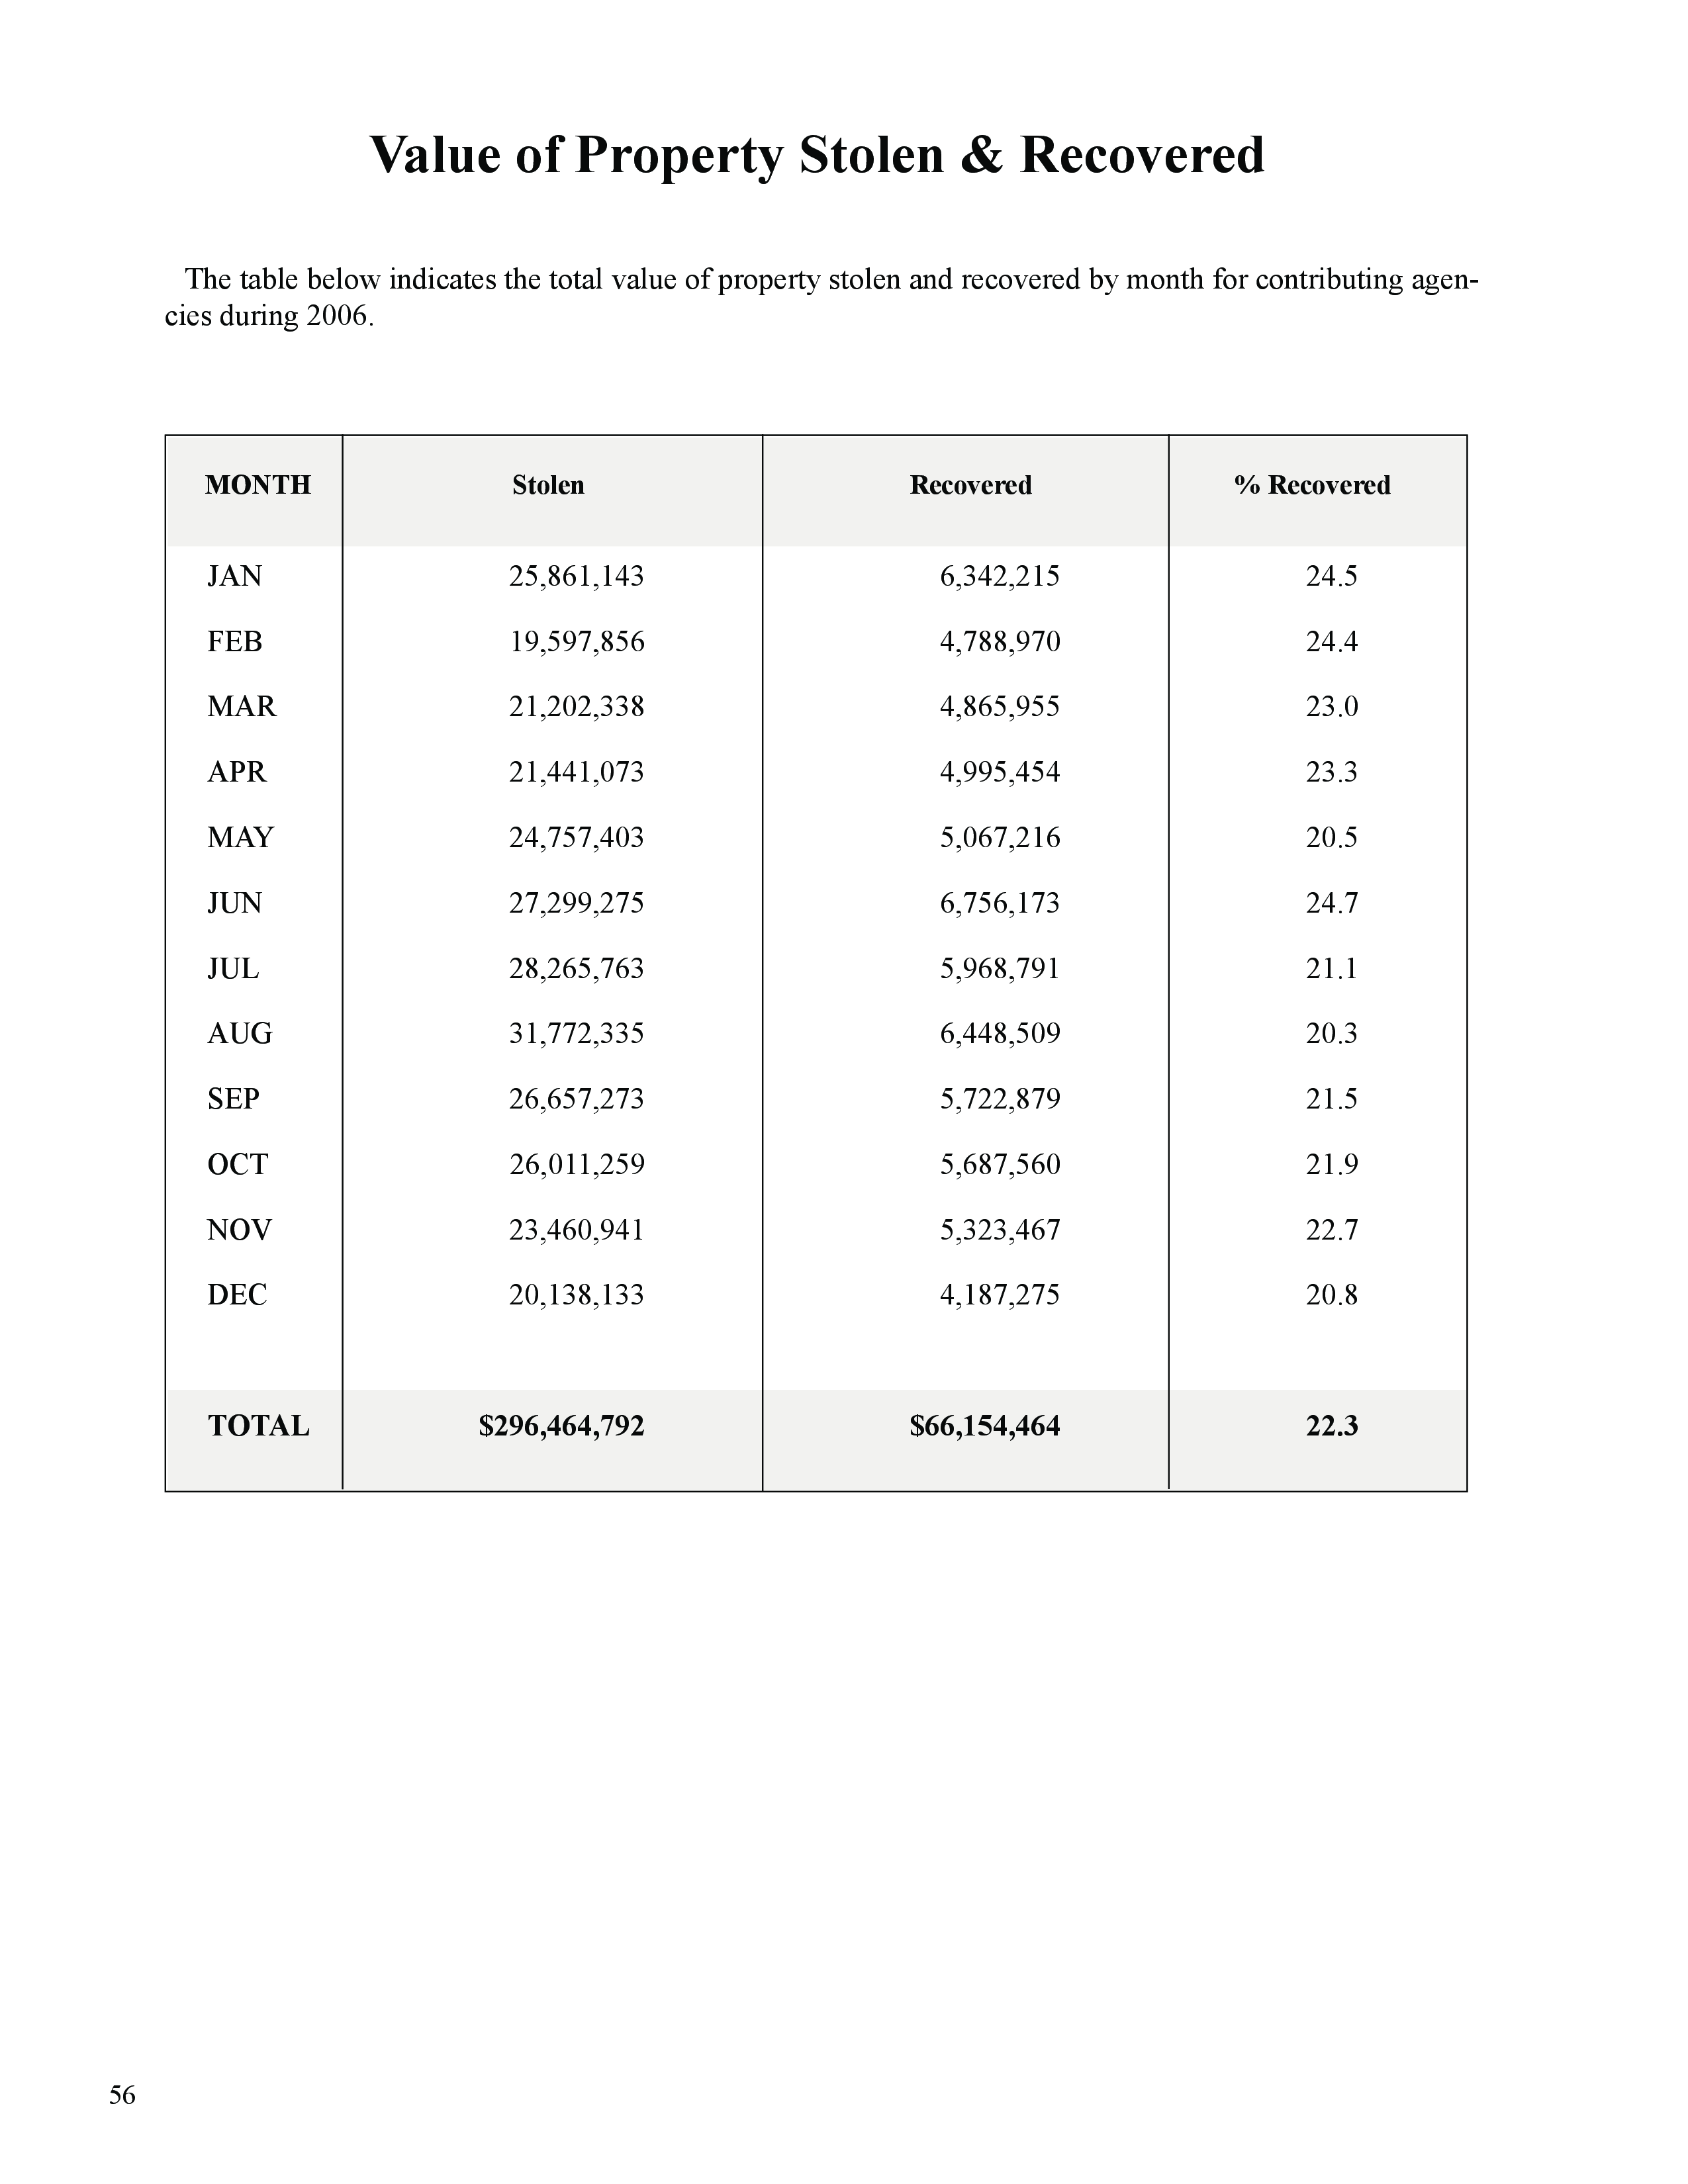 Value of Property Stolen & Recovered
The table below indicates the total value of property stolen and recovered by month for contributing agen-
cies during 2006.
MONTH Stolen Recovered % Recovered
JAN 25,861,143 6,342,215 24.5
FEB 19,597,856 4,788,970 24.4
MAR 21,202,338 4,865,955 23.0
APR 21,441,073 4,995,454 23.3
MAY 24,757,403 5,067,216 20.5
JUN 27,299,275 6,756,173 24.7
JUL 28,265,763 5,968,791 21.1
AUG 31,772,335 6,448,509 20.3
SEP 26,657,273 5,722,879 21.5
OCT 26,011,259 5,687,560 21.9
NOV 23,460,941 5,323,467 22.7
DEC 20,138,133 4,187,275 20.8
TOTAL $296,464,792 $66,154,464 22.3
56